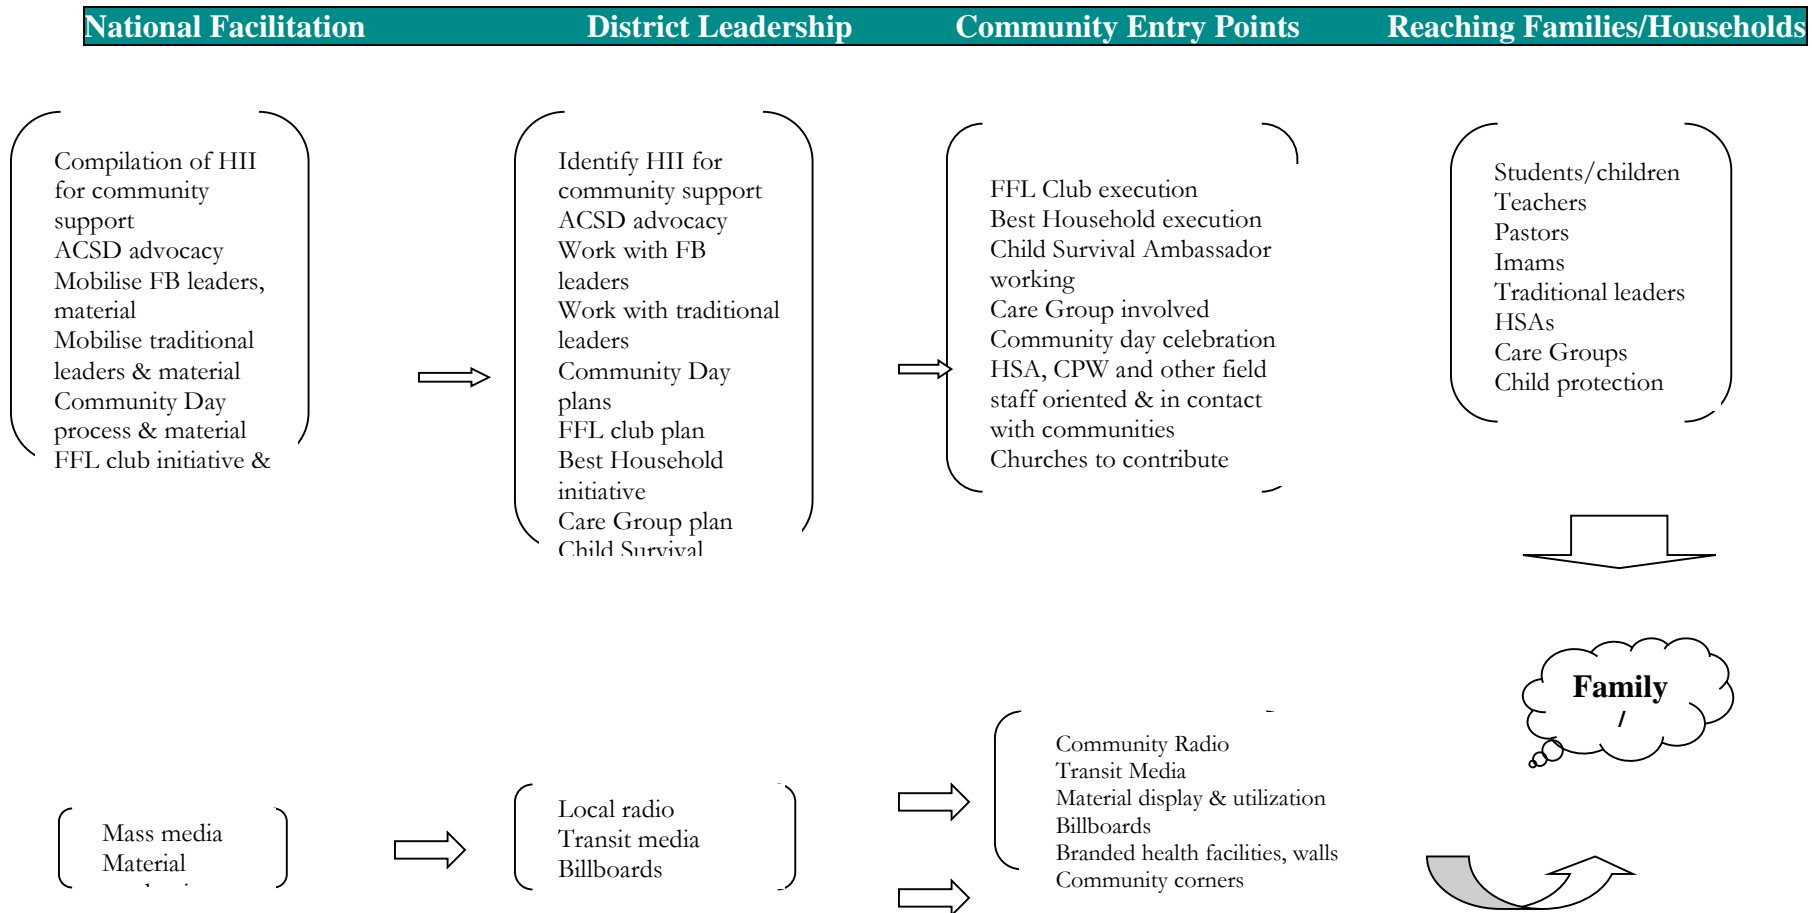 National Facilitation
District Leadership
Community Entry Points
Reaching Families/Households
Compilation of HII
for community
support
ACSD advocacy
Mobilise FB leaders,
material
Mobilise traditional
leaders & material
Community Day
process & material
FFL club initiative &
Identify HII for
community support
ACSD advocacy
Work with FB
leaders
Work with traditional
leaders
Community Day
plans
FFL club plan
Best Household
initiative
Care Group plan
Child Survival
FFL Club execution
Best Household execution
Child Survival Ambassador
working
Care Group involved
Community day celebration
HSA, CPW and other field
staff oriented & in contact
with communities
Churches to contribute
Students/children
Teachers
Pastors
Imams
Traditional leaders
HSAs
Care Groups
Child protection
Family
/
Mass media
Material
Local radio
Transit media
Billboards
Community Radio
Transit Media
Material display & utilization
Billboards
Branded health facilities, walls
Community corners